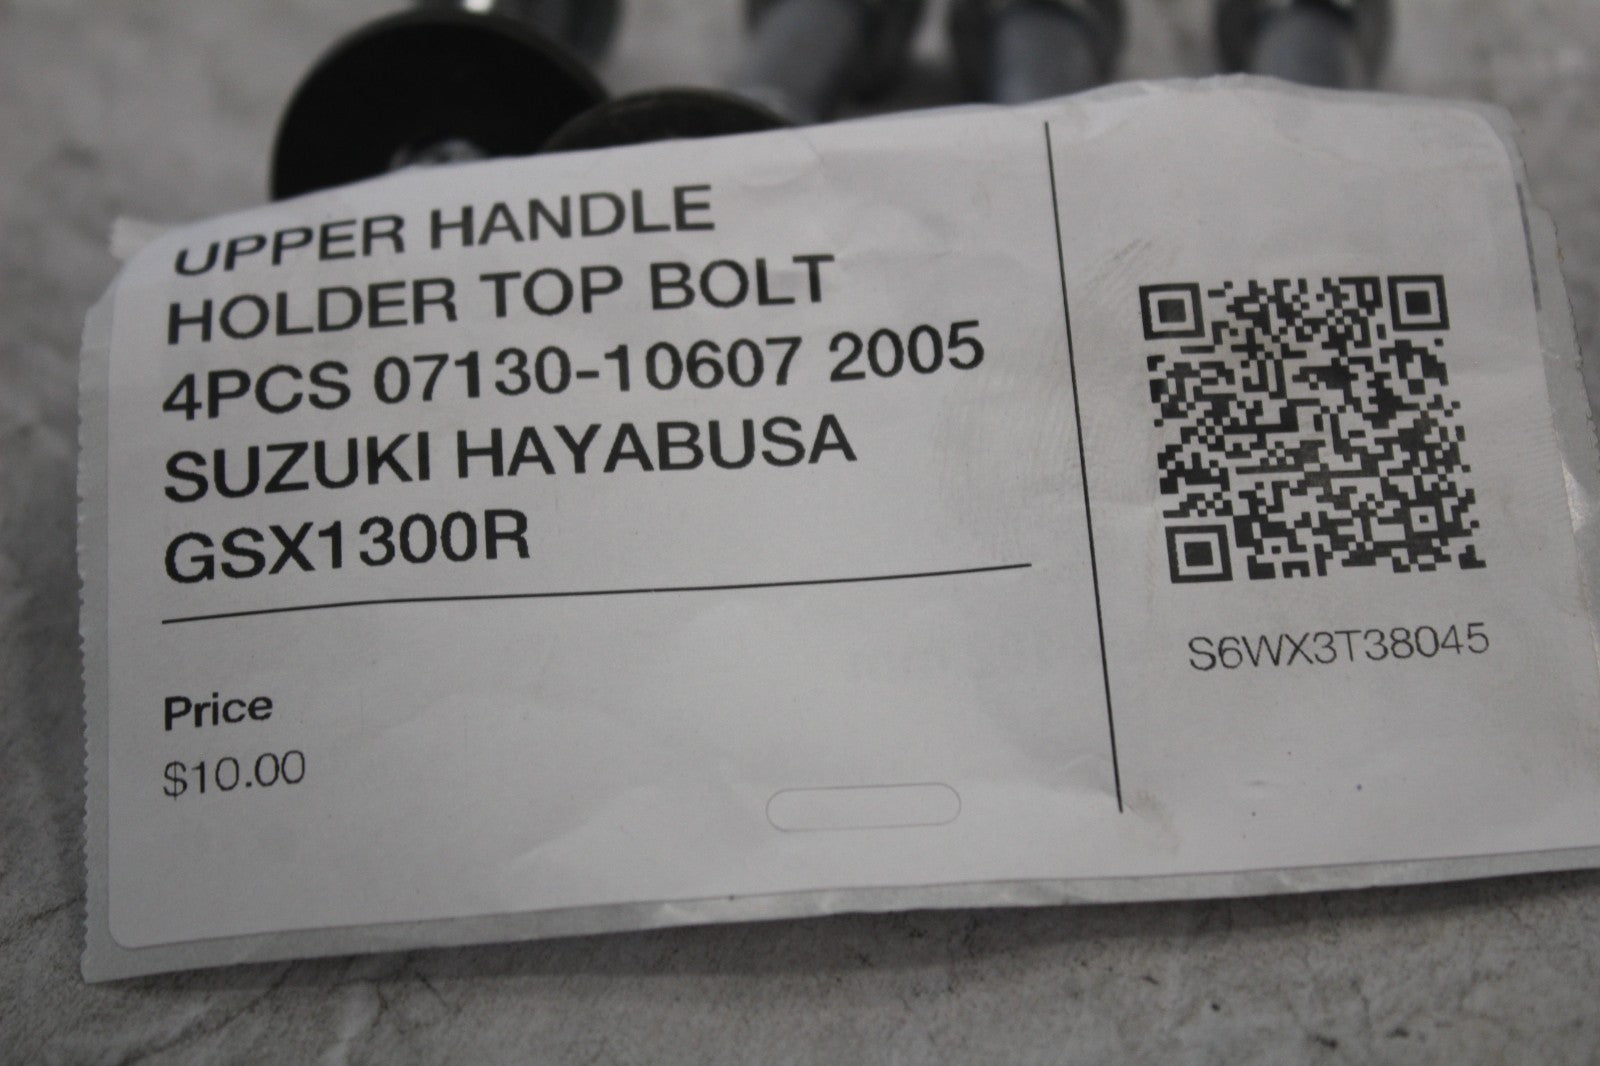 UPPER HANDLE
HOLDER TOP BOLT
4PCS 07130-10607 2005
SUZUKI HAYABUSA
GSX1300R
Price
$10.00
S6WX3T38045